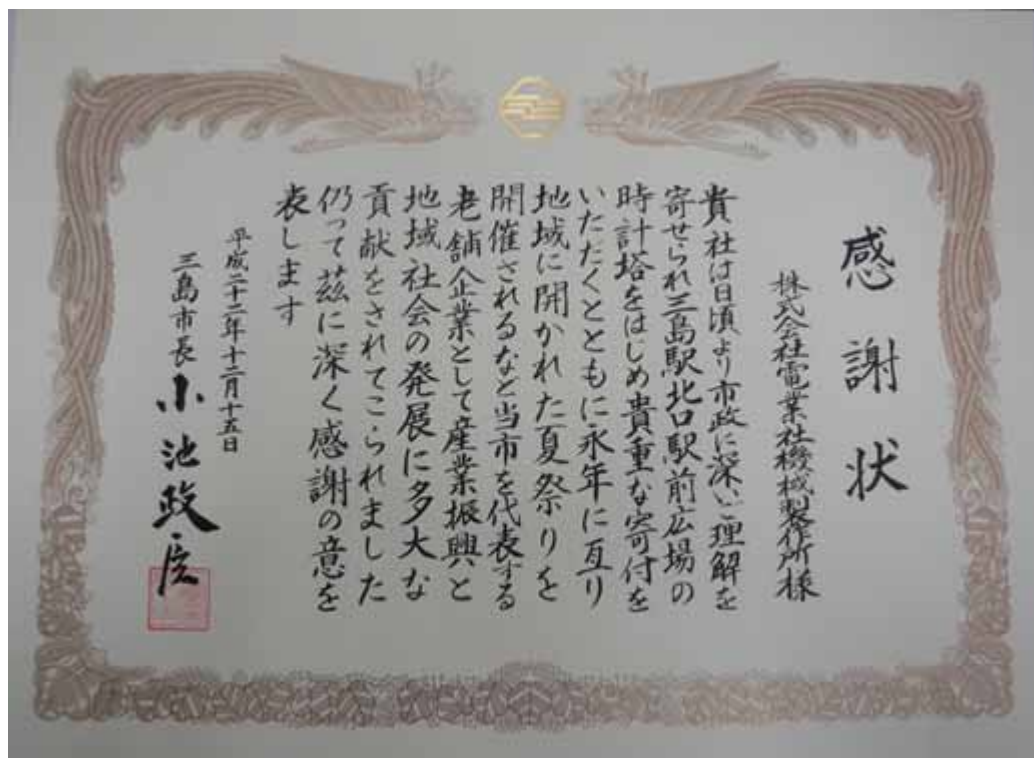 感謝状
株式会社電業社機械製作所様
貴社は日頃より市政に深いご理解を
寄せられ三島駅北口駅前広場の
時計塔をはじめ貴重な寄付を
いただくとともに永年に亘り
地域に開かれた夏祭りを
開催されるなど当市を代表する
老舗企業として産業振興と
地域社会の発展に多大な
貢献をされてこられました
仍って茲に深く感謝の意を
表します
平成二十二年十二月十五日
三島市長 小池政臣